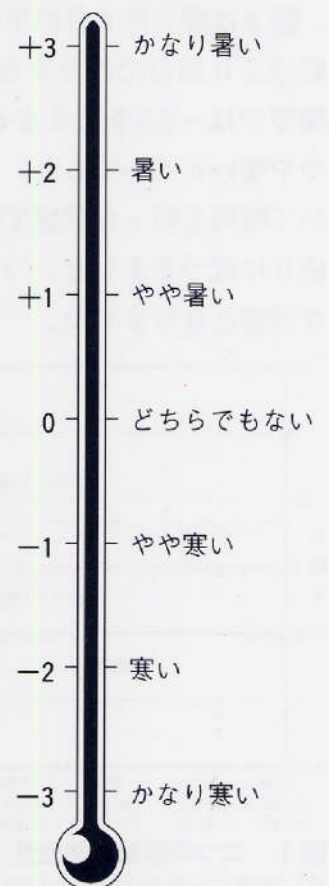 +3 かなり暑い
+2 暑い
+1 やや暑い
0 どちらでもない
−1 やや寒い
−2 寒い
−3 かなり寒い